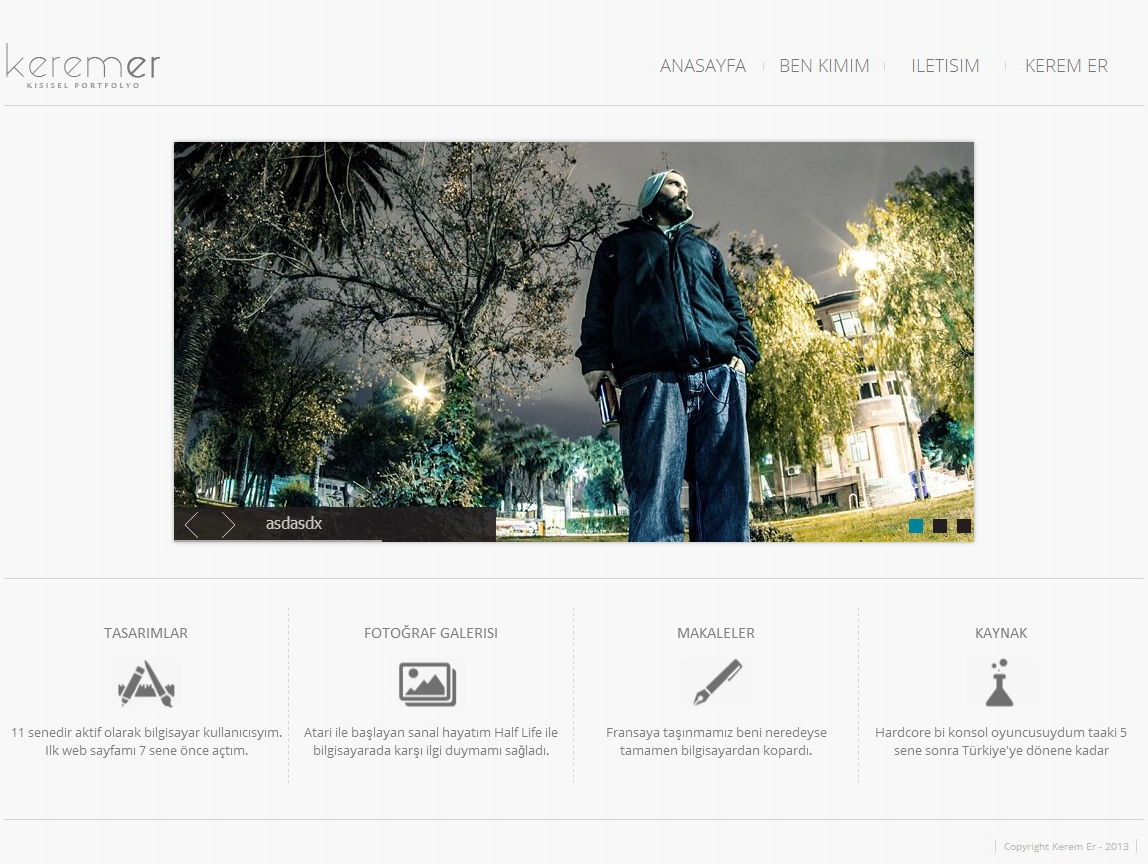 keremer
KISISEL PORTFOLYO
ANASAYFA
BEN KIMIM
ILETISIM
KEREM ER
asdasdx
TASARIMLAR
11 senedir aktif olarak bilgisayar kullanıcısıyım.
Ilk web sayfamı 7 sene önce açtım.
FOTOĞRAF GALERISI
Atari ile başlayan sanal hayatım Half Life ile
bilgisayarada karşı ilgi duymamı sağladı.
MAKALELER
Fransaya taşınmamız beni neredeyse
tamamen bilgisayardan kopardı.
KAYNAK
Hardcore bi konsol oyuncusuydum taaki 5
sene sonra Türkiye'ye dönene kadar
Copyright Kerem Er - 2013